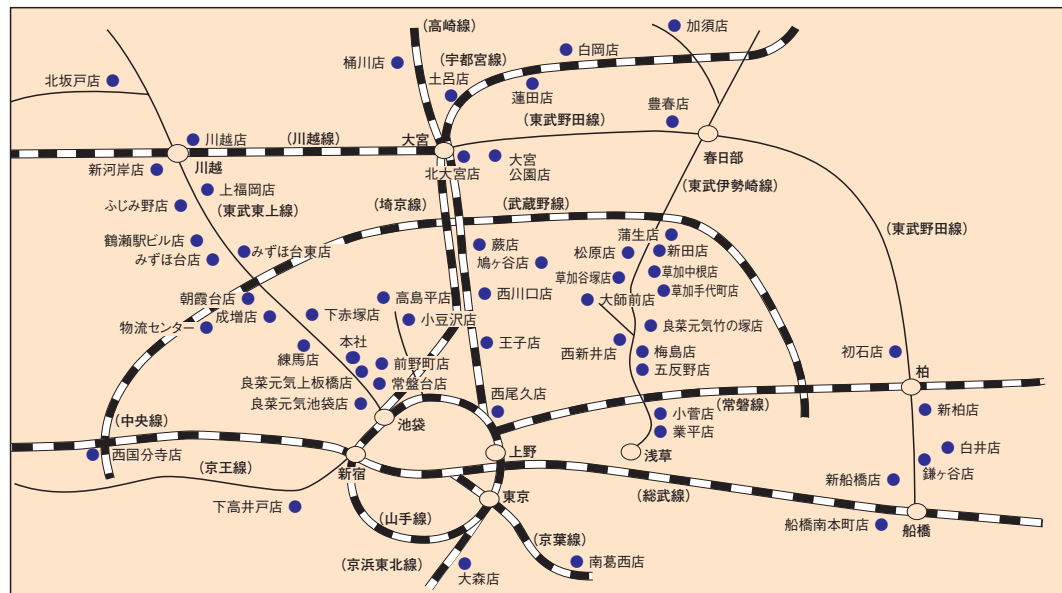 （高崎線）
加須店
桶川店
（宇都宮線）
白岡店
北坂戸店
土呂店
蓮田店
豊春店
（東武野田線）
川越店
（川越線）
大宮
春日部
新河岸店
川越
北大宮店
大宮
公園店
上福岡店
（東武伊勢崎線）
ふじみ野店
（東武東上線）
（埼京線）
（武蔵野線）
（東武野田線）
鶴瀬駅ビル店
みずほ台東店
蕨店
蒲生店
松原店
新田店
みずほ台店
鳩ヶ谷店
草加谷塚店
草加中根店
朝霞台店
高島平店
西川口店
大師前店
草加手代町店
成増店
下赤塚店
小豆沢店
物流センター
良菜元気竹の塚店
本社
王子店
西新井店
梅島店
初石店
練馬店
前野町店
五反野店
柏
良菜元気上板橋店
常盤台店
西尾久店
（常磐線）
良菜元気池袋店
小菅店
新柏店
（中央線）
池袋
業平店
西国分寺店
上野
浅草
白井店
（京王線）
新宿
鎌ヶ谷店
新船橋店
下高井戸店
東京
（総武線）
（山手線）
船橋南本町店
船橋
（京葉線）
（京浜東北線）
南葛西店
大森店